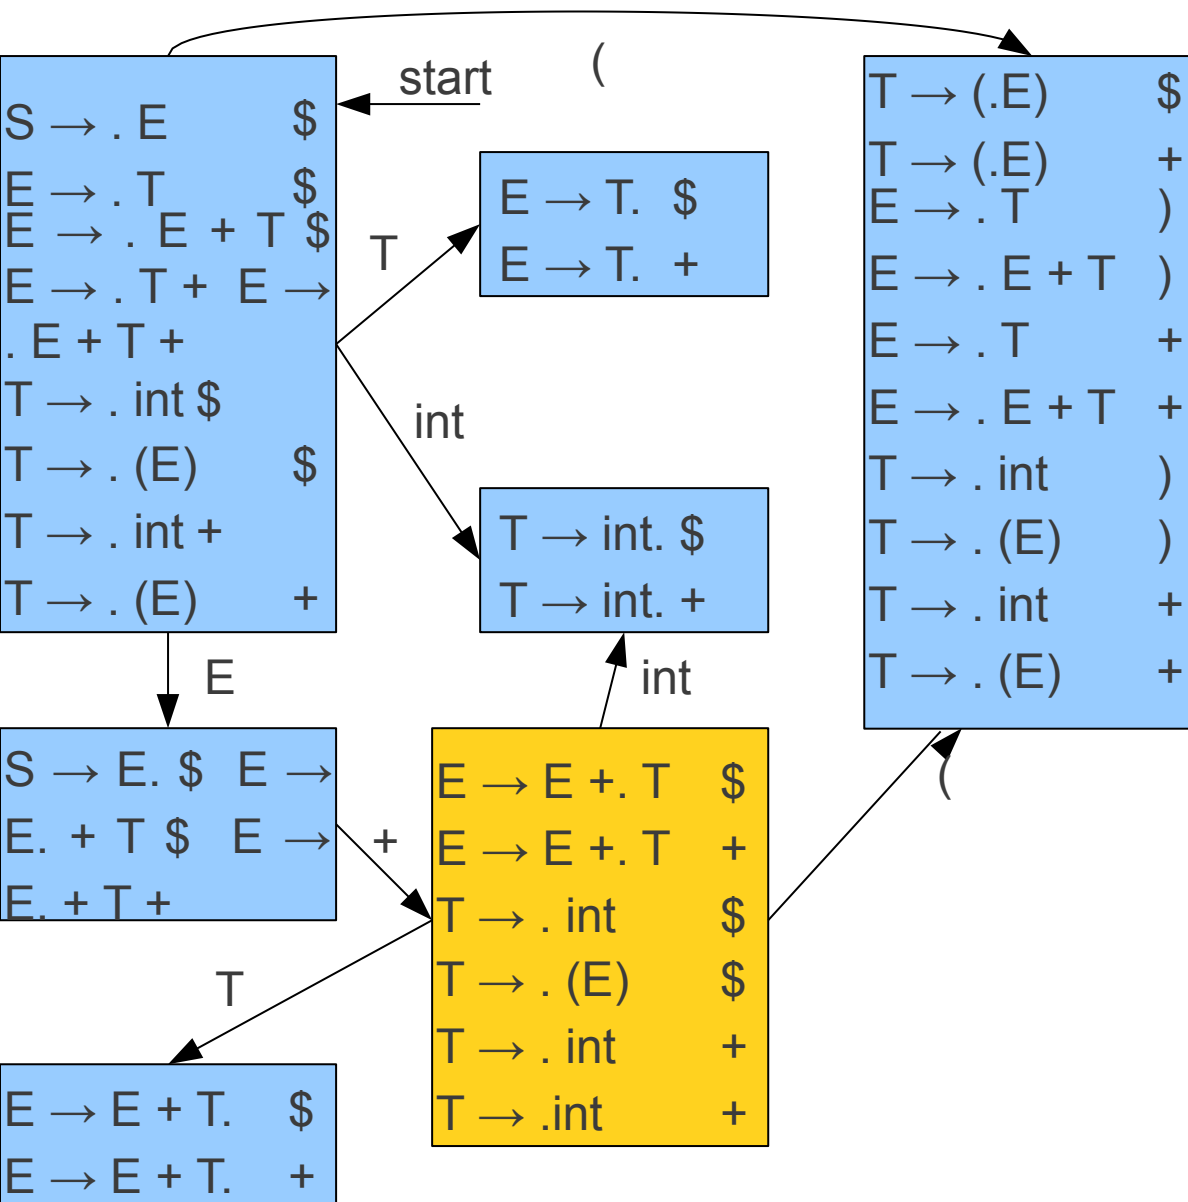 (
start
S → . E $
E → . T $
E → . E + T $
E → . T + E →
. E + T +
T → . int $
T → . (E) $
T → . int +
T → . (E) +
T
E → T. $
E → T. +
int
T → int. $
T → int. +
T → (.E) $
T → (.E) +
E → . T )
E → . E + T )
E → . T +
E → . E + T +
T → . int )
T → . (E) )
T → . int +
T → . (E) +
E
int
S → E. $ E →
E. + T $ E →
E. + T +
+
E → E +. T $
E → E +. T +
T → . int $
T → . (E) $
T → . int +
T → .int +
(
T
E → E + T. $
E → E + T. +